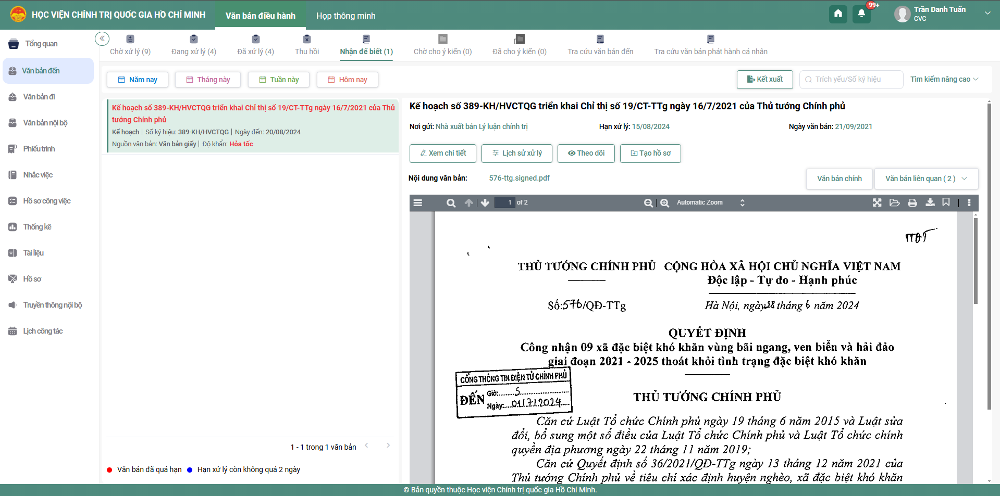 HỌC VIỆN CHÍNH TRỊ QUỐC GIA HỒ CHÍ MINH
Văn bản điều hành
Họp thông minh
99+
Trần Danh Tuấn
CVC
Tổng quan
Văn bản đến
Văn bản đi
Văn bản nội bộ
Phiếu trình
Nhắc việc
Hồ sơ công việc
Thống kê
Tài liệu
Hồ sơ
Truyền thông nội bộ
Lịch công tác
Chờ xử lý (9)
Đang xử lý (4)
Đã xử lý (4)
Thu hồi
Nhận để biết (1)
Chờ cho ý kiến (0)
Đã cho ý kiến (0)
Tra cứu văn bản đến
Tra cứu văn bản phát hành cá nhân
Năm nay
Tháng này
Tuần này
Hôm nay
Kết xuất
Trích yếu/Số ký hiệu
Tìm kiếm nâng cao
Kế hoạch số 389-KH/HVCTQG triển khai Chỉ thị số 19/CT-TTg ngày 16/7/2021 của Thủ
tướng Chính phủ
Kế hoạch | Số ký hiệu: 389-KH/HVCTQG | Ngày đến: 20/08/2024
Nguồn văn bản: Văn bản giấy | Độ khẩn: Hỏa tốc
1 - 1 trong 1 văn bản
Văn bản đã quá hạn
Hạn xử lý còn không quá 2 ngày
Kế hoạch số 389-KH/HVCTQG triển khai Chỉ thị số 19/CT-TTg ngày 16/7/2021 của Thủ tướng Chính phủ
Nơi gửi: Nhà xuất bản Lý luận chính trị
Hạn xử lý: 15/08/2024
Ngày văn bản: 21/09/2021
Xem chi tiết
Lịch sử xử lý
Theo dõi
Tạo hồ sơ
Nội dung văn bản:
576-ttg.signed.pdf
Văn bản chính
Văn bản liên quan ( 2 )
1 of 2
Automatic Zoom
TTĐT
THỦ TƯỚNG CHÍNH PHỦ
CỘNG HÒA XÃ HỘI CHỦ NGHĨA VIỆT NAM
Độc lập - Tự do - Hạnh phúc
Số:576/QĐ-TTg
Hà Nội, ngày 28 tháng 6 năm 2024
QUYẾT ĐỊNH
Công nhận 09 xã đặc biệt khó khăn vùng bãi ngang, ven biển và hải đảo
giai đoạn 2021 - 2025 thoát khỏi tình trạng đặc biệt khó khăn
CỔNG THÔNG TIN ĐIỆN TỬ CHÍNH PHỦ
ĐẾN
Giờ:.....S.....
Ngày:....01/7/2024....
THỦ TƯỚNG CHÍNH PHỦ
Căn cứ Luật Tổ chức Chính phủ ngày 19 tháng 6 năm 2015 và Luật sửa
đổi, bổ sung một số điều của Luật Tổ chức Chính phủ và Luật Tổ chức chính
quyền địa phương ngày 22 tháng 11 năm 2019;
Căn cứ Quyết định số 36/2021/QĐ-TTg ngày 13 tháng 12 năm 2021 của
Thủ tướng Chính phủ về tiêu chí xác định huyện nghèo, xã đặc biệt khó khăn
© Bản quyền thuộc Học viện Chính trị quốc gia Hồ Chí Minh.